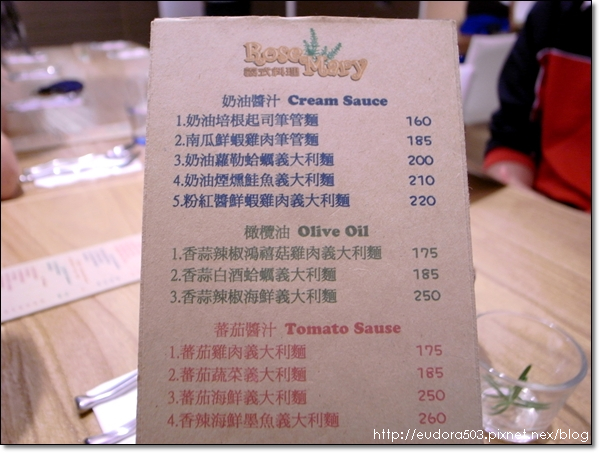 Rose Mary
義式料理
奶油醬汁 Cream Sauce
1.奶油培根起司筆管麵 160
2.南瓜鮮蝦雞肉筆管麵 185
3.奶油蘿勒蛤蠣義大利麵 200
4.奶油煙燻鮭魚義大利麵 210
5.粉紅醬鮮蝦雞肉義大利麵 220
橄欖油 Olive Oil
1.香蒜辣椒鴻禧菇雞肉義大利麵 175
2.香蒜白酒蛤蠣義大利麵 185
3.香蒜辣椒海鮮義大利麵 250
蕃茄醬汁 Tomato Sause
1.蕃茄雞肉義大利麵 175
2.蕃茄蔬菜義大利麵 185
3.蕃茄海鮮義大利麵 250
4.香辣海鮮墨魚義大利麵 260
http://eudora503.pixnet.nex/blog